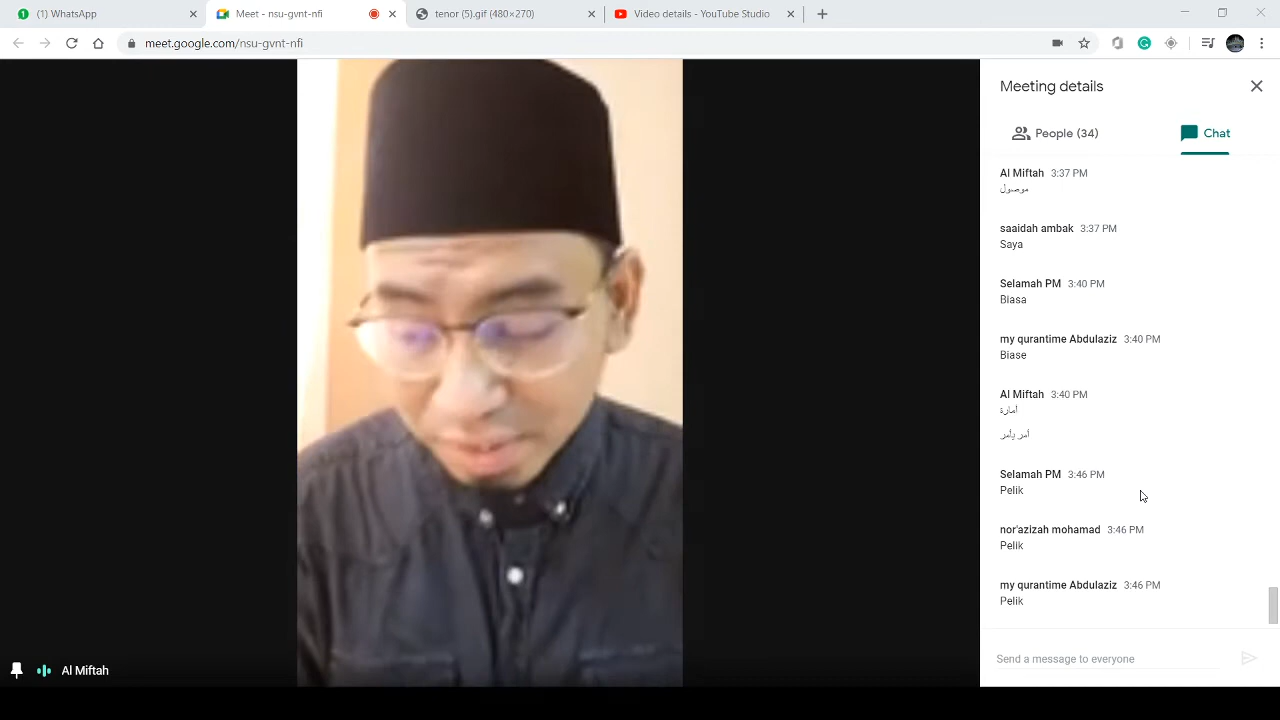 (1) WhatsApp
Meet - nsu-gvnt-nfi
tenor (5).gif (480×270)
Video details - YouTube Studio
meet.google.com/nsu-gvnt-nfi
Meeting details
People (34)
Chat
Al Miftah 3:37 PM
موصول
saaidah ambak 3:37 PM
Saya
Selamah PM 3:40 PM
Biasa
my qurantime Abdulaziz 3:40 PM
Biase
Al Miftah 3:40 PM
أمارة
أمر يأمر
Selamah PM 3:46 PM
Pelik
nor'azizah mohamad 3:46 PM
Pelik
my qurantime Abdulaziz 3:46 PM
Pelik
Send a message to everyone
Al Miftah